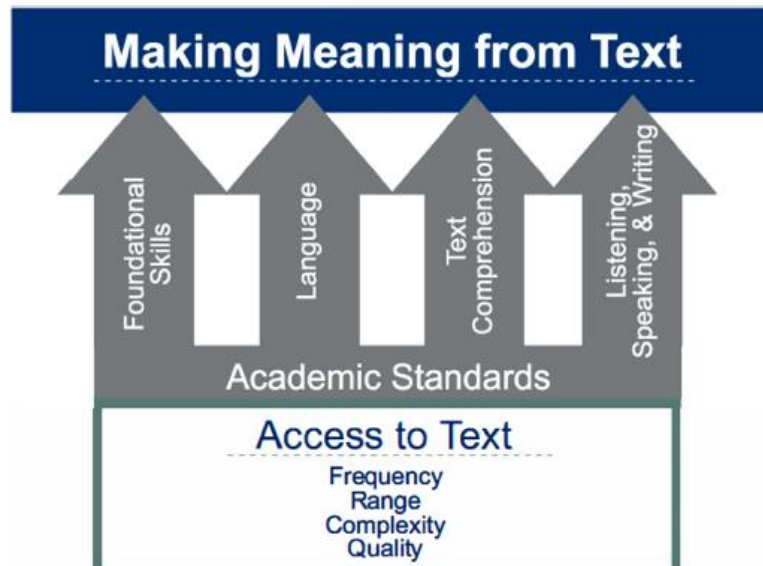 Making Meaning from Text
Foundational
Skills
Language
Text
Comprehension
Listening,
Speaking, & Writing
Academic Standards
Access to Text
Frequency
Range
Complexity
Quality